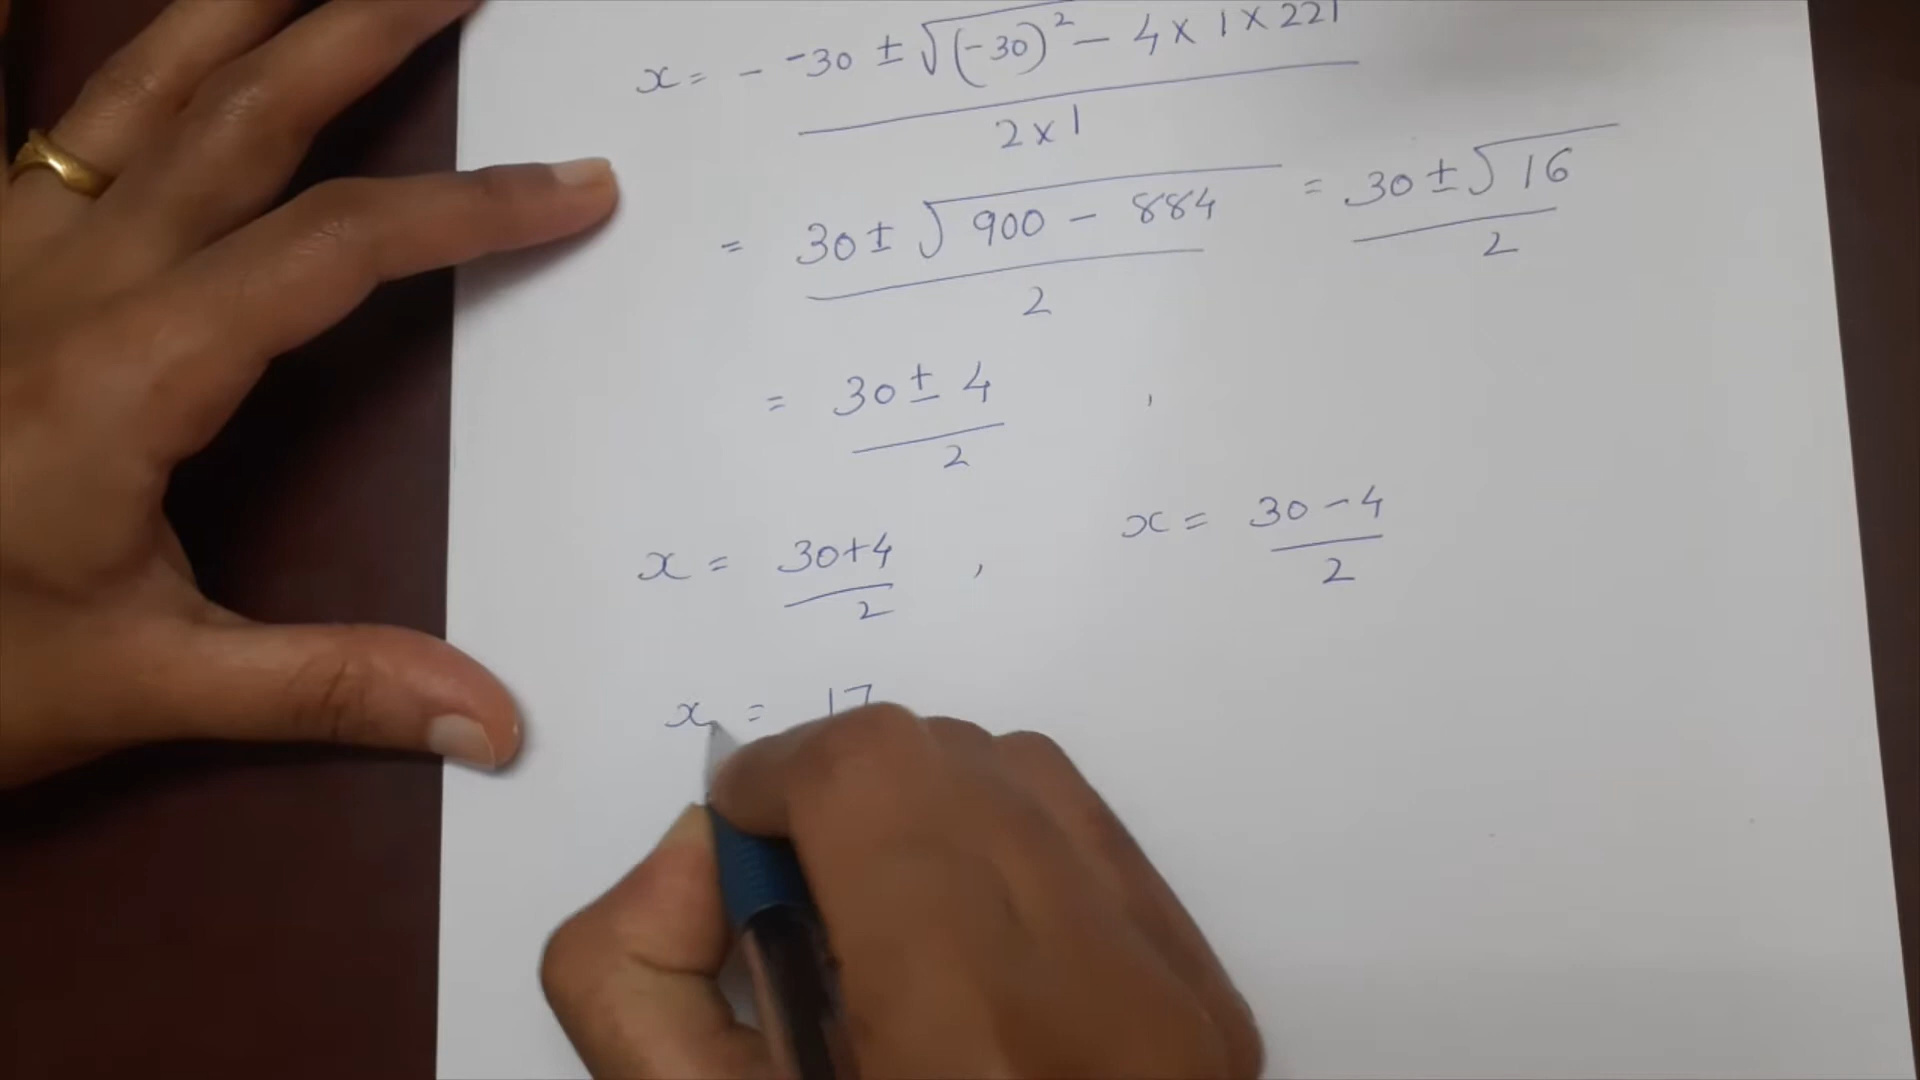 x = - -30 ± √(-30)² - 4 x 1 x 221
2 x 1
= 30 ± √900 - 884 = 30 ± √16
2 2
= 30 ± 4
2
x = 30+4 , x = 30 - 4
2 2
x = 17